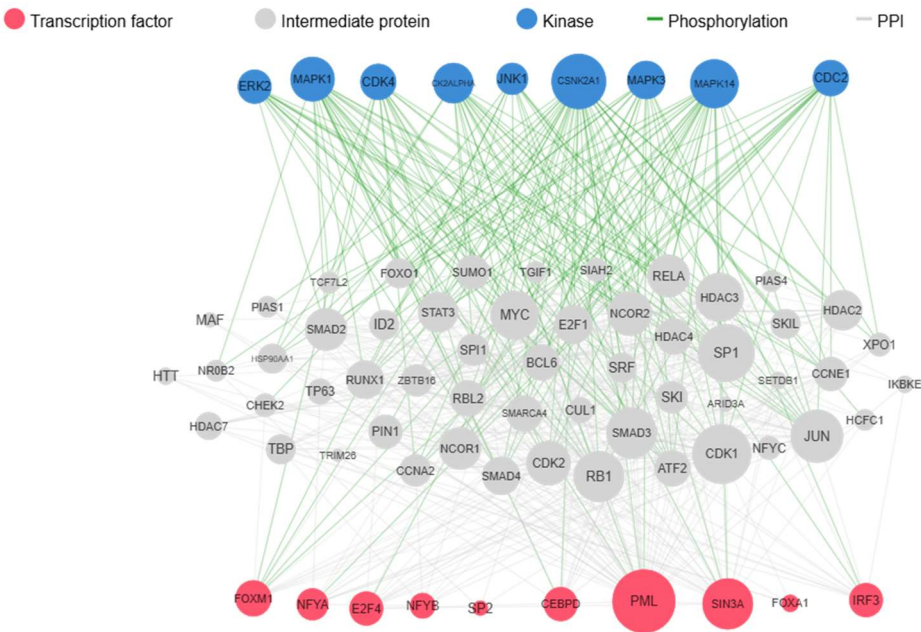 Transcription factor Intermediate protein Kinase Phosphorylation PPI
ERK2 MAPK1 CDK4 CK2ALPHA JNK1 CSNK2A1 MAPK3 MAPK14 CDC2
TCF7L2 FOXO1 SUMO1 TGIF1 SIAH2 RELA PIAS4
PIAS1 HDAC3 HDAC2
MAF SMAD2 ID2 STAT3 MYC E2F1 NCOR2 HDAC4 SKIL
HSP90AA1 SPI1 BCL6 SRF SP1 XPO1
HTT NR0B2 RUNX1 ZBTB16 SETDB1 CCNE1 IKBKE
CHEK2 TP63 RBL2 SMARCA4 CUL1 SKI ARID3A
HDAC7 PIN1 SMAD3 HCFC1
TBP TRIM26 NCOR1 CDK1 NFYC JUN
CCNA2 SMAD4 CDK2 RB1 ATF2
FOXM1 NFYA E2F4 NFYB SP2 CEBPD PML SIN3A FOXA1 IRF3